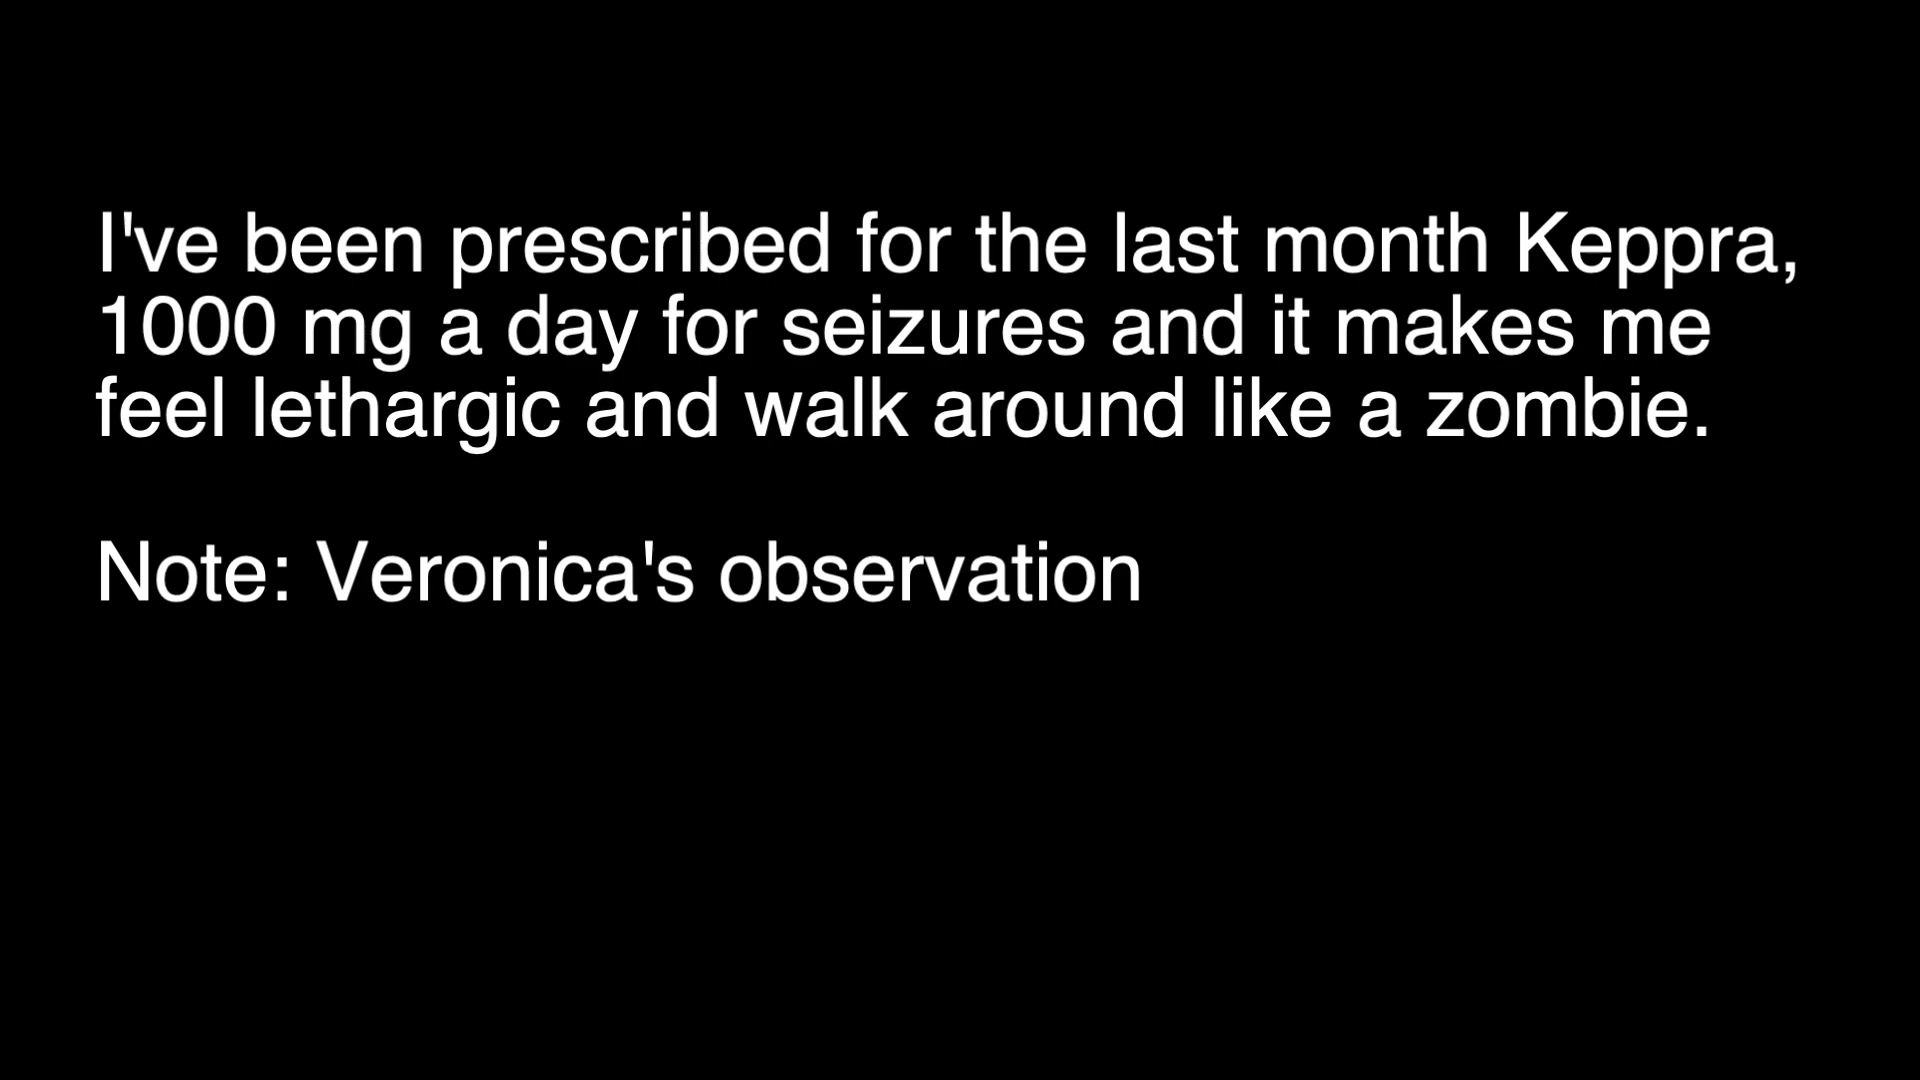 I've been prescribed for the last month Keppra,
1000 mg a day for seizures and it makes me
feel lethargic and walk around like a zombie.
Note: Veronica's observation